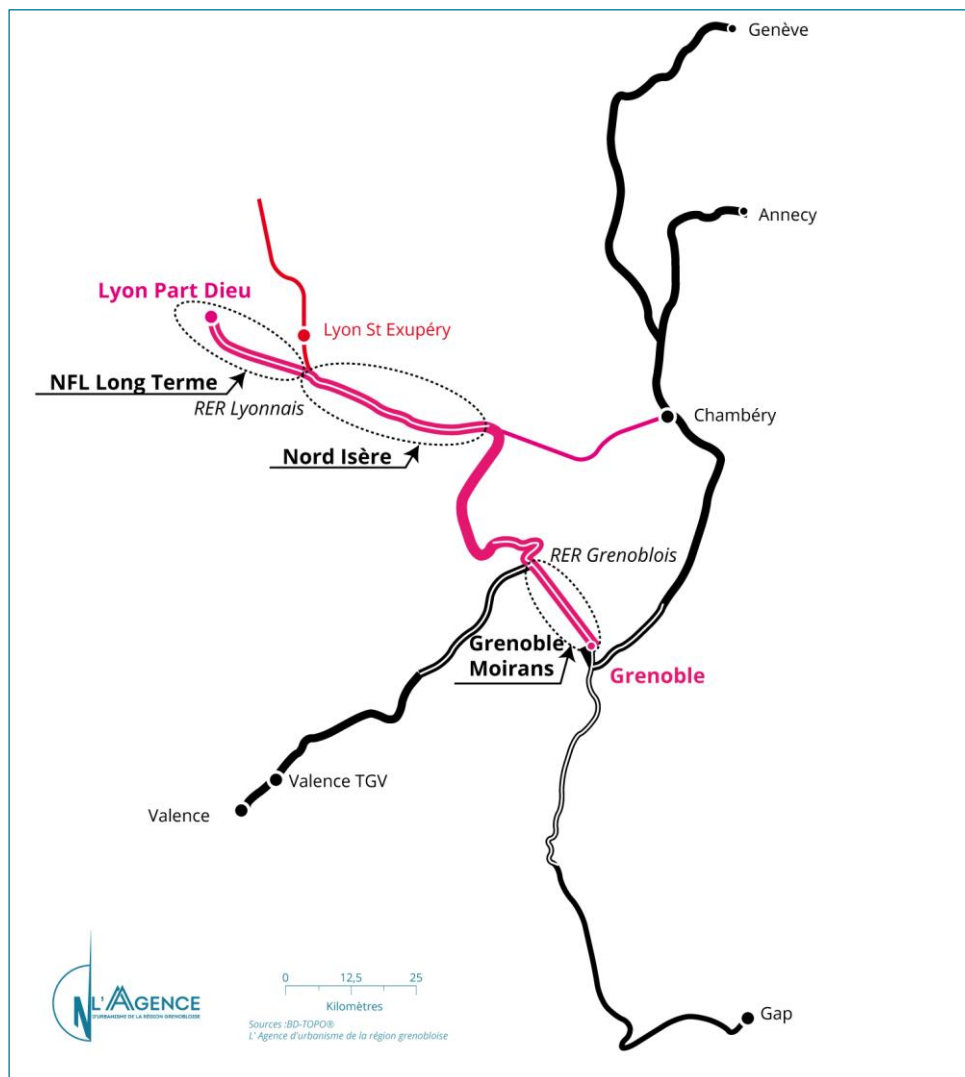 Genève
Annecy
Lyon Part Dieu
Lyon St Exupéry
NFL Long Terme
RER Lyonnais
Chambéry
Nord Isère
RER Grenoblois
Grenoble
Moirans
Grenoble
Valence TGV
Valence
Gap
L'AGENCE
D'URBANISME DE LA RÉGION GRENOBLOISE
0 12,5 25
Kilomètres
Sources :BD-TOPO®
L' Agence d'urbanisme de la région grenobloise